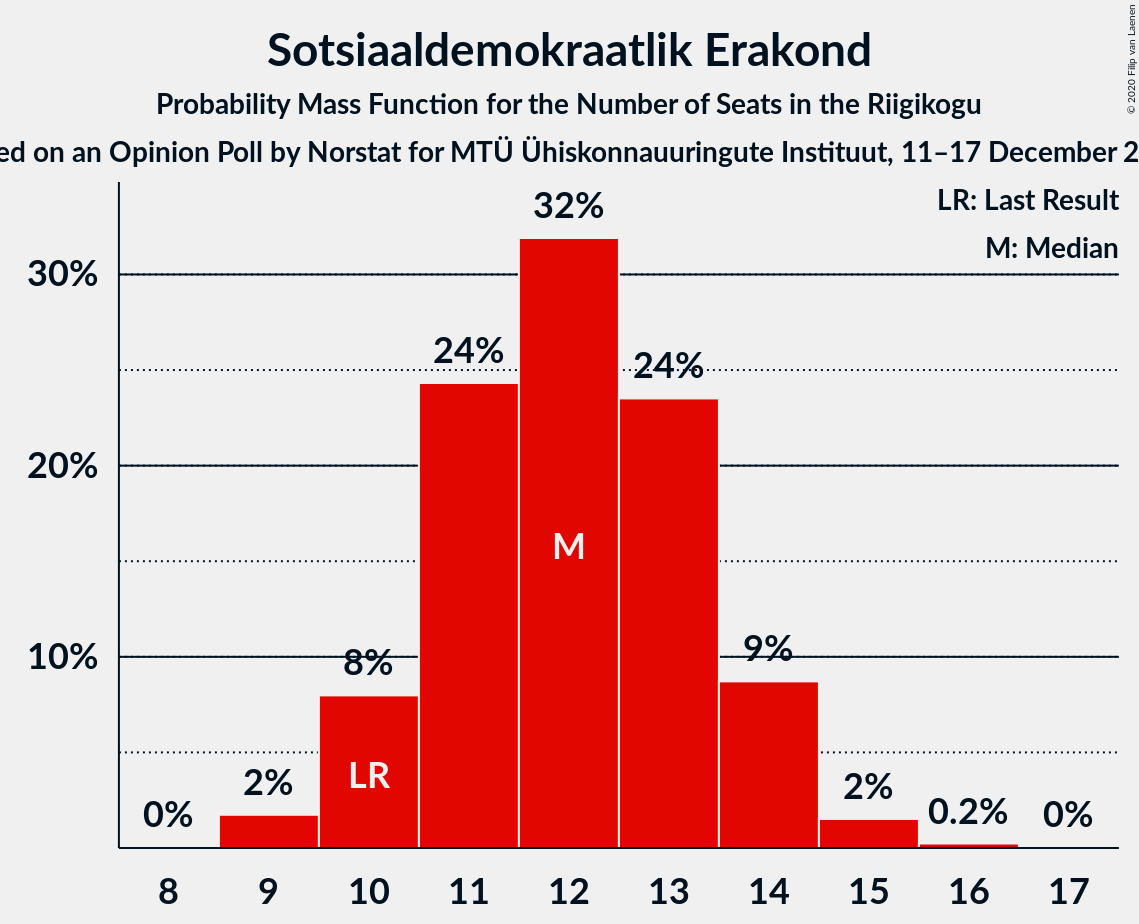 Sotsiaaldemokraatlik Erakond
Probability Mass Function for the Number of Seats in the Riigikogu
ed on an Opinion Poll by Norstat for MTÜ Ühiskonnauuringute Instituut, 11–17 December 2
© 2020 Filip van Laenen
LR: Last Result
M: Median
30%
20%
10%
0%
2%
8%
24%
32%
24%
9%
2%
0.2%
0%
LR
M
8 9 10 11 12 13 14 15 16 17